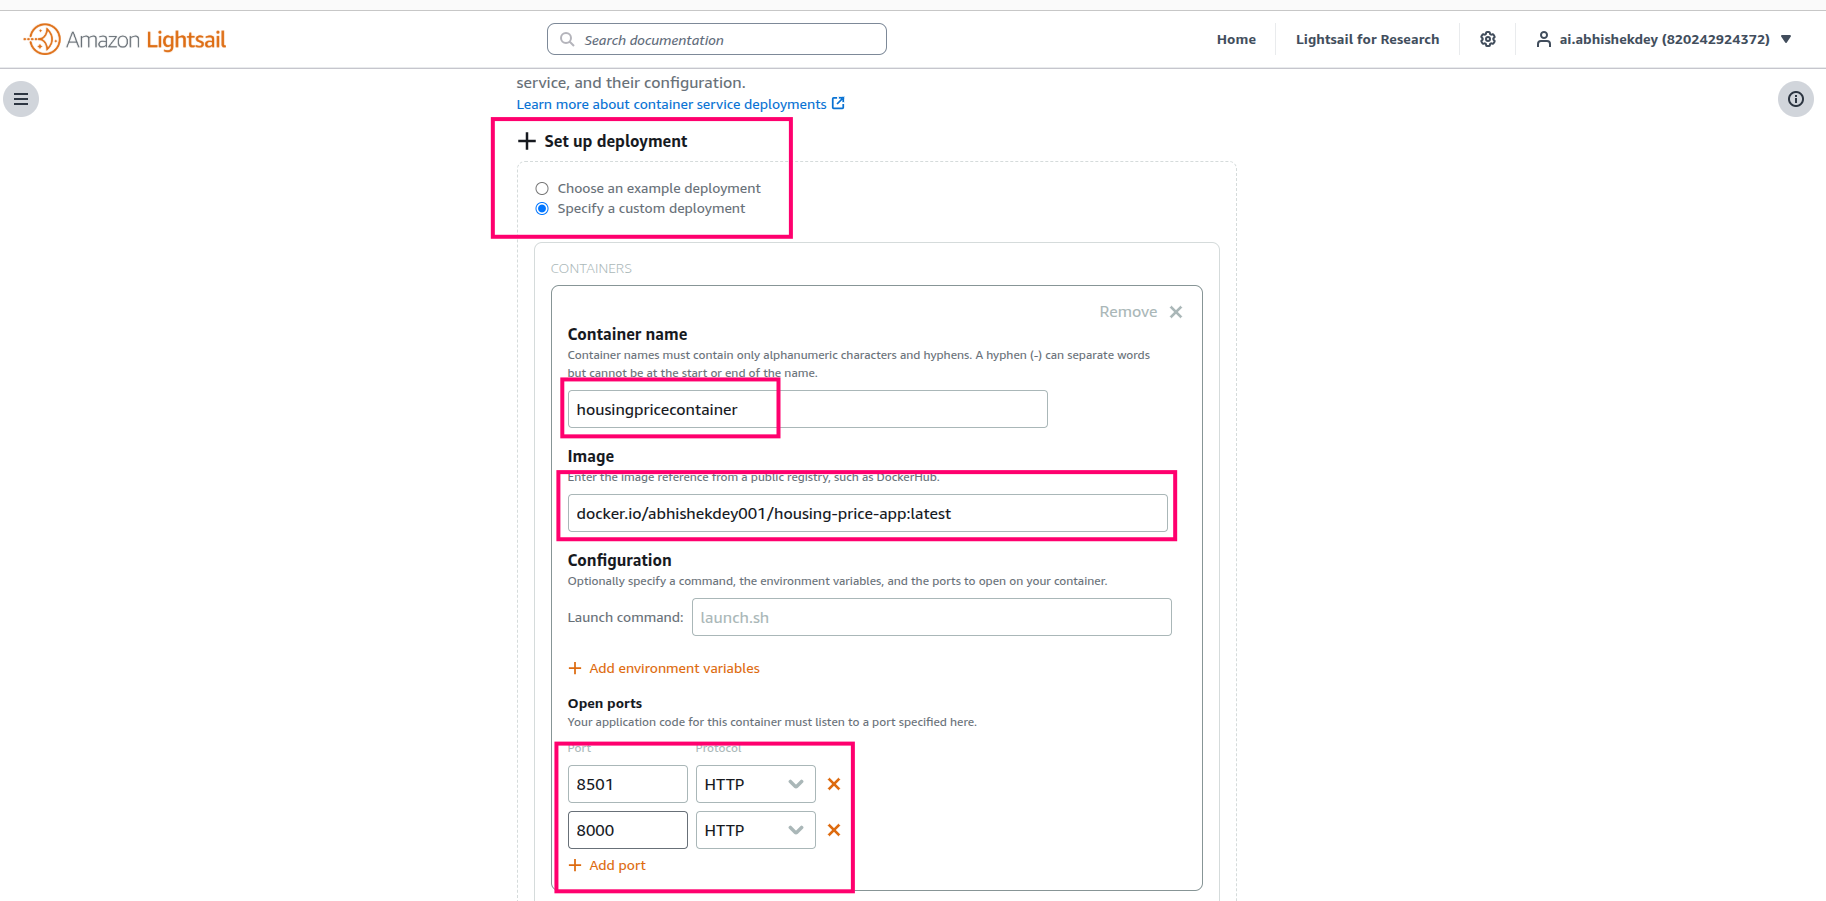 Amazon Lightsail
Search documentation
Home
Lightsail for Research
ai.abhishekdey (820242924372)
service, and their configuration.
Learn more about container service deployments
Set up deployment
Choose an example deployment
Specify a custom deployment
CONTAINERS
Remove
Container name
Container names must contain only alphanumeric characters and hyphens. A hyphen (-) can separate words
but cannot be at the start or end of the name.
housingpricecontainer
Image
Enter the image reference from a public registry, such as DockerHub.
docker.io/abhishekdey001/housing-price-app:latest
Configuration
Optionally specify a command, the environment variables, and the ports to open on your container.
Launch command: launch.sh
+ Add environment variables
Open ports
Your application code for this container must listen to a port specified here.
Port Protocol
8501 HTTP
8000 HTTP
+ Add port